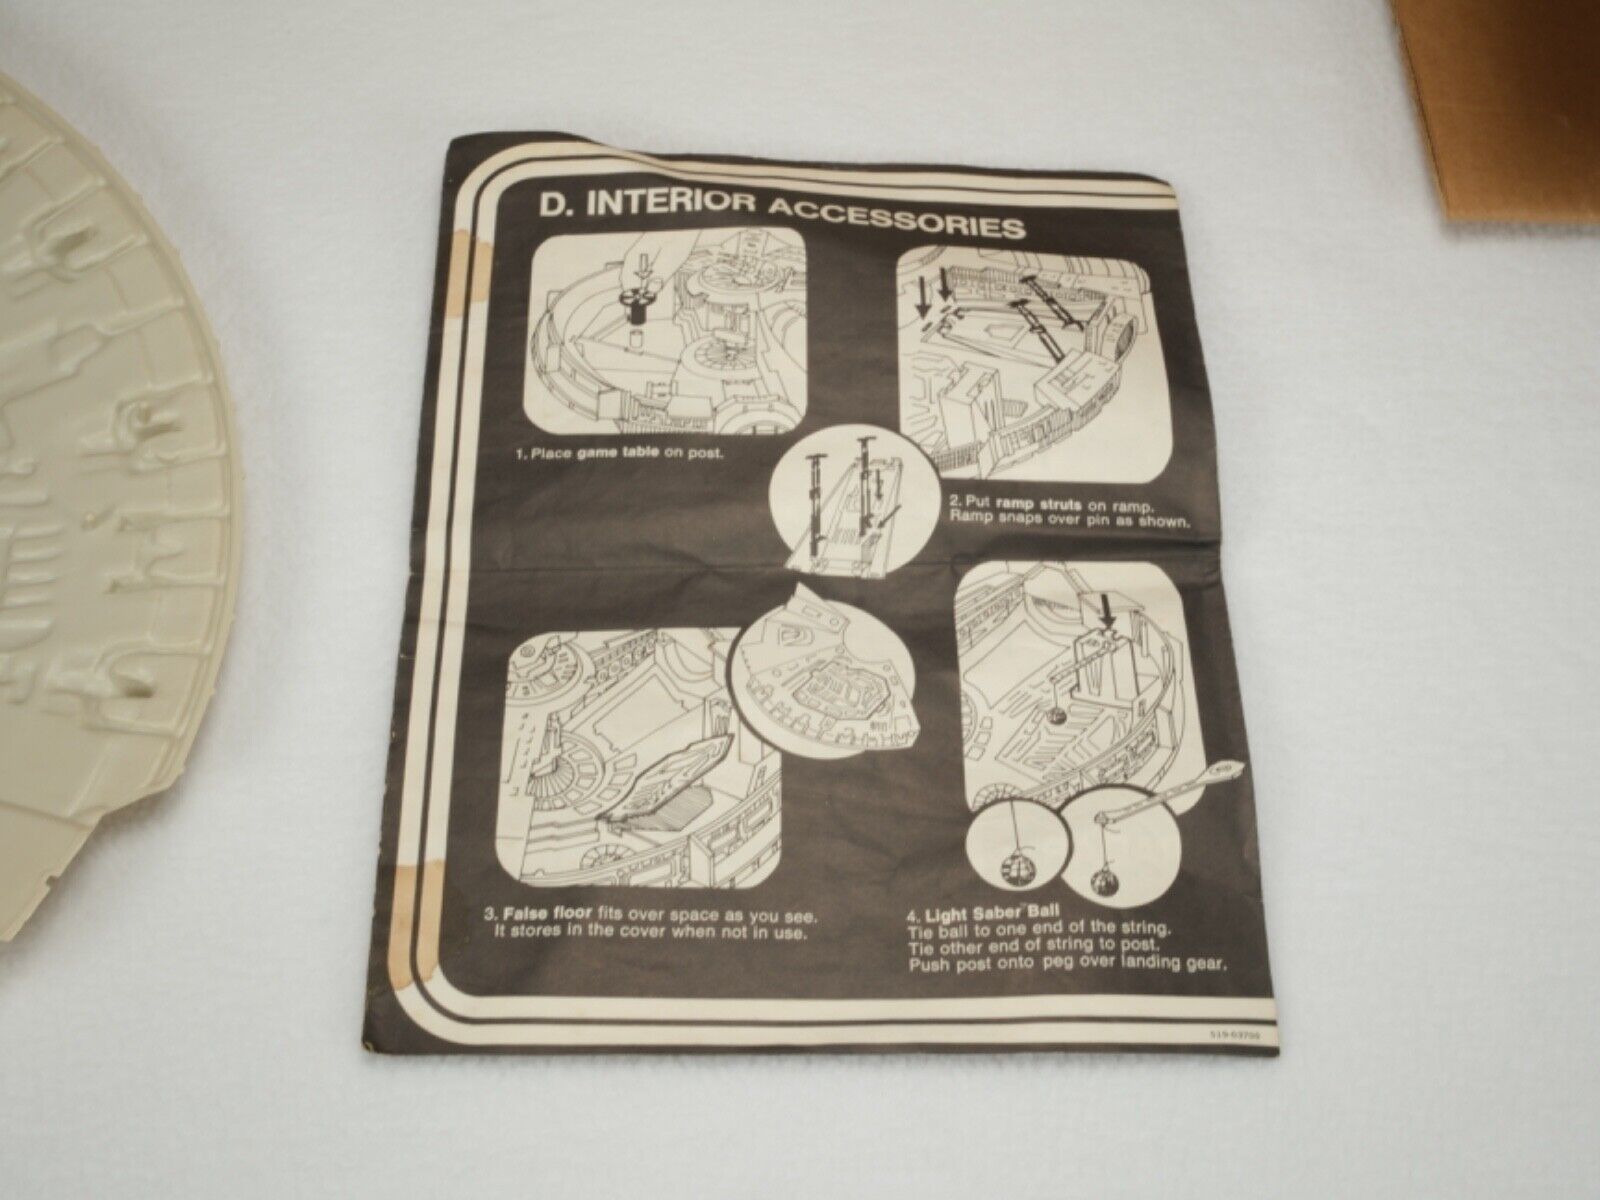 D. INTERIOR ACCESSORIES
1. Place game table on post.
2. Put ramp struts on ramp.
Ramp snaps over pin as shown.
3. False floor fits over space as you see.
It stores in the cover when not in use.
4. Light Saber™ Ball
Tie ball to one end of the string.
Tie other end of string to post.
Push post onto peg over landing gear.